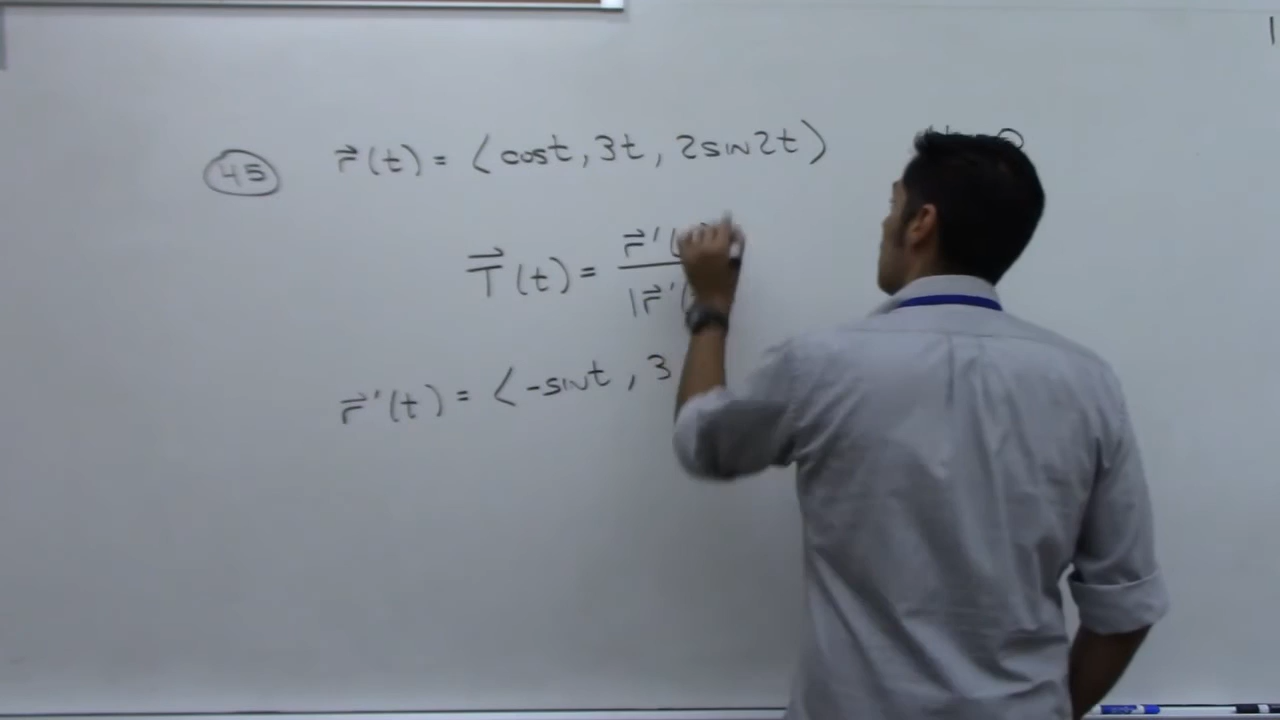 45 r⃗(t) = ⟨cost, 3t, 2sin2t⟩
T⃗(t) = r⃗'( / |r⃗'(
r⃗'(t) = ⟨-sint, 3